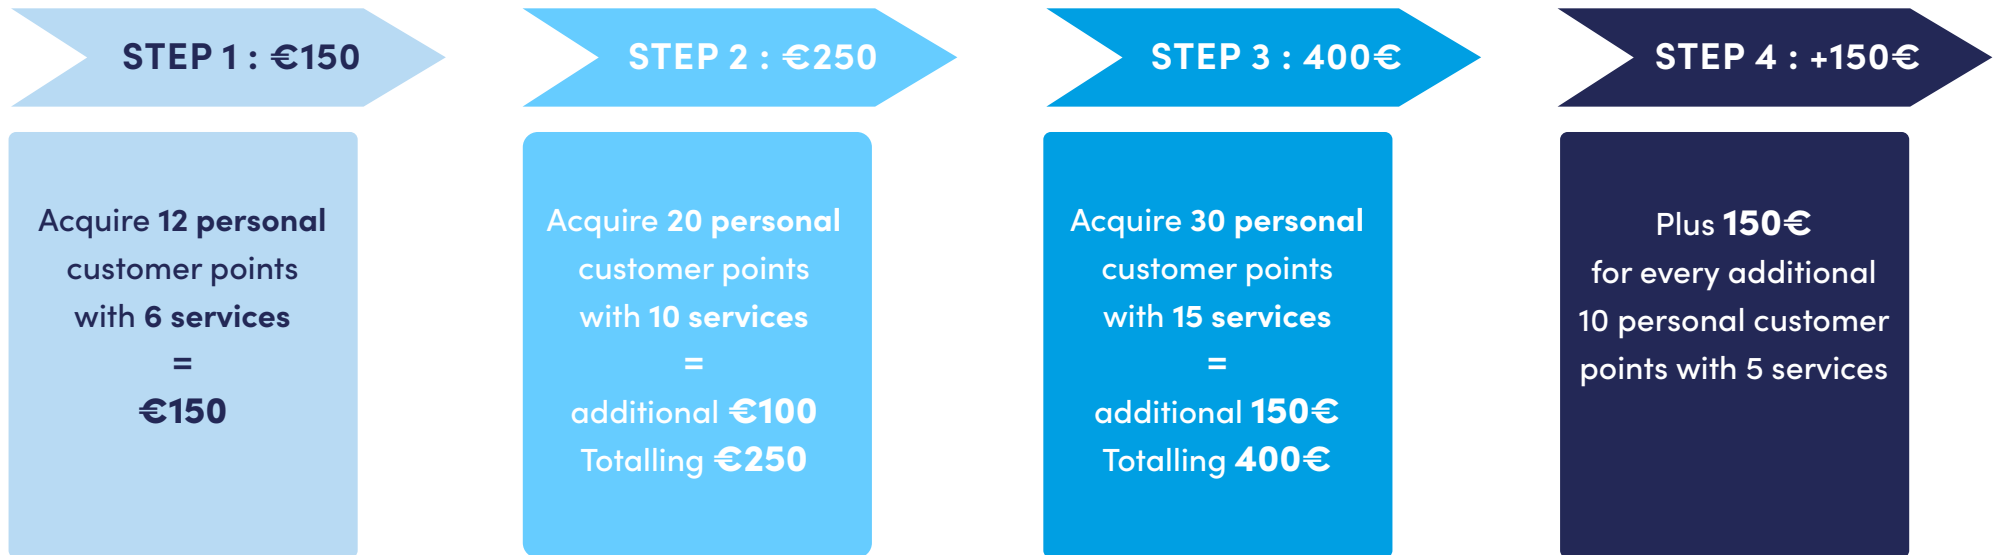 STEP 1 : €150
Acquire 12 personal
customer points
with 6 services
=
€150
STEP 2 : €250
Acquire 20 personal
customer points
with 10 services
=
additional €100
Totalling €250
STEP 3 : 400€
Acquire 30 personal
customer points
with 15 services
=
additional 150€
Totalling 400€
STEP 4 : +150€
Plus 150€
for every additional
10 personal customer
points with 5 services